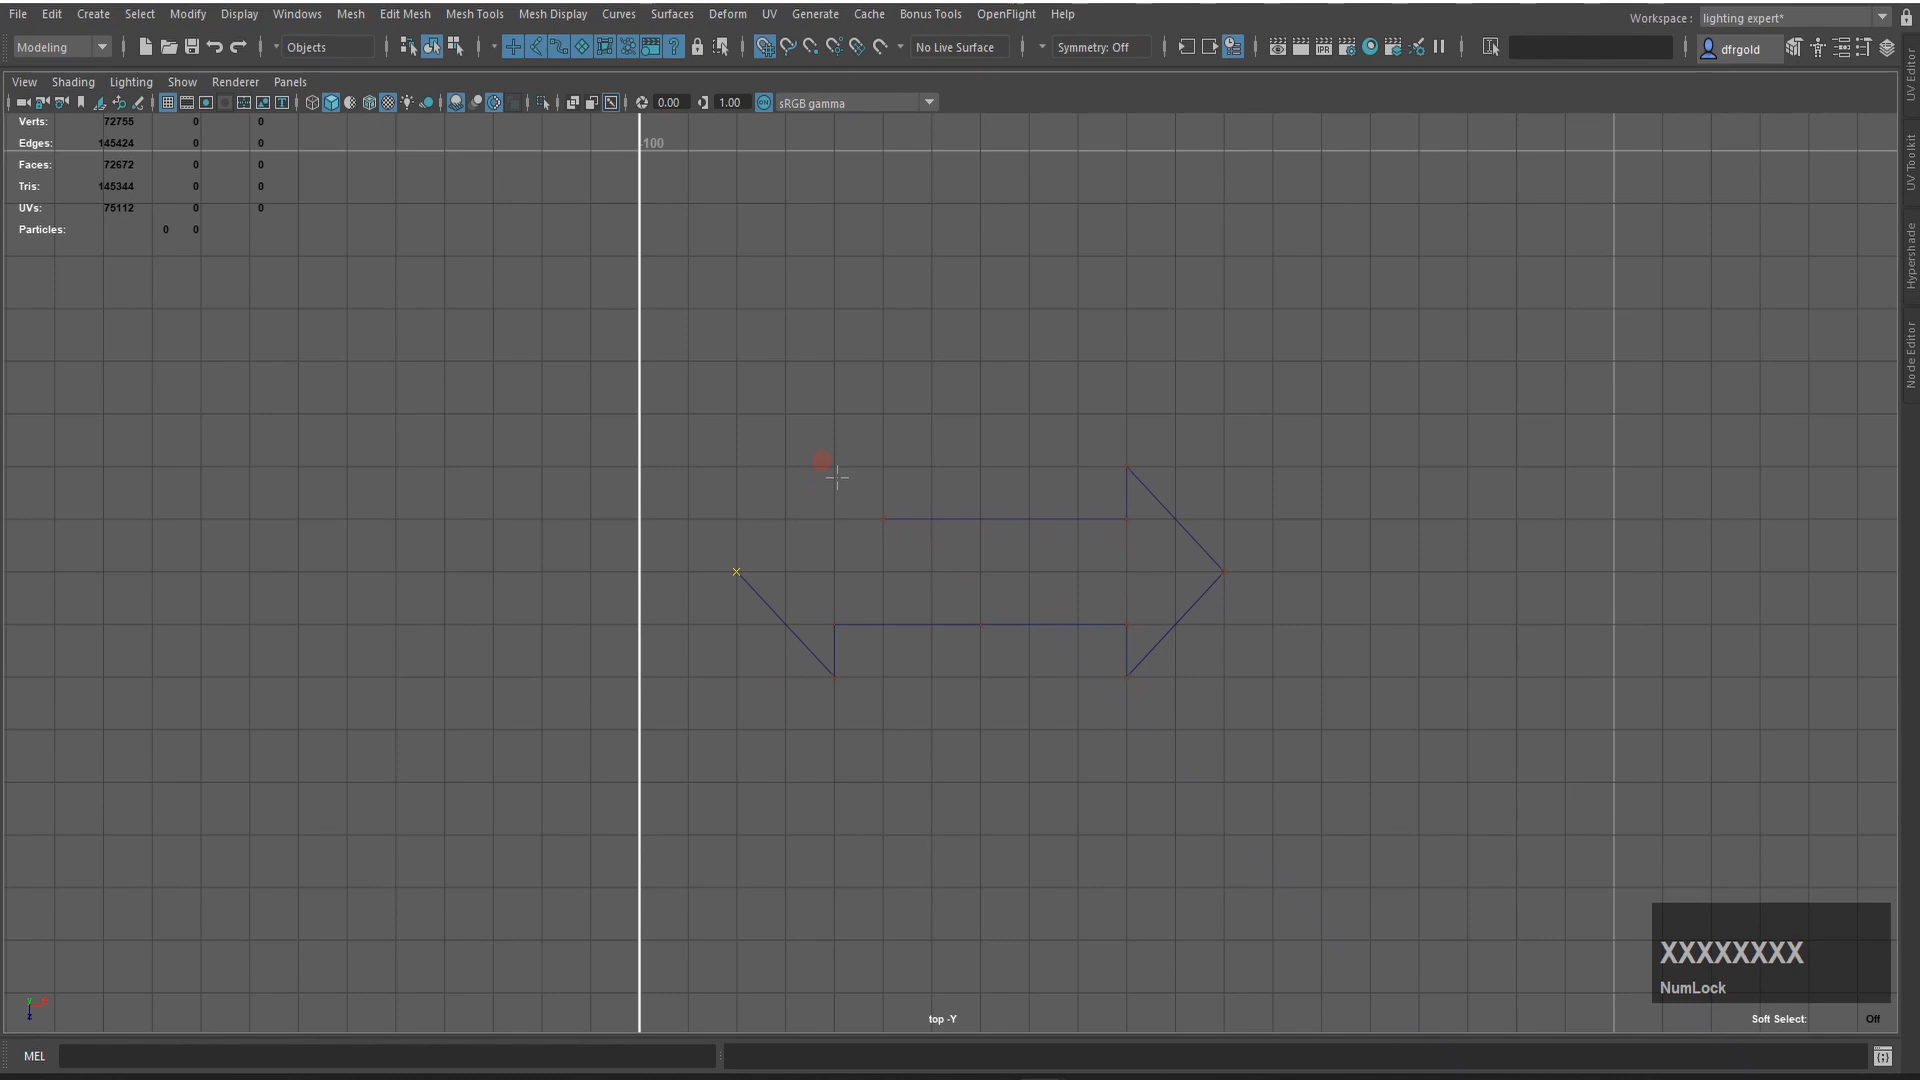 File Edit Create Select Modify Display Windows Mesh Edit Mesh Mesh Tools Mesh Display Curves Surfaces Deform UV Generate Cache Bonus Tools OpenFlight Help Workspace : lighting expert*
Modeling Objects No Live Surface Symmetry: Off dfrgold
View Shading Lighting Show Renderer Panels
0.00 1.00 ON sRGB gamma
Verts: 72755 0 0
Edges: 145424 0 0
Faces: 72672 0 0
Tris: 145344 0 0
UVs: 75112 0 0
Particles: 0 0
-100
UV Editor
UV Toolkit
Hypershade
Node Editor
XXXXXXXX
NumLock
top -Y
Soft Select: Off
MEL